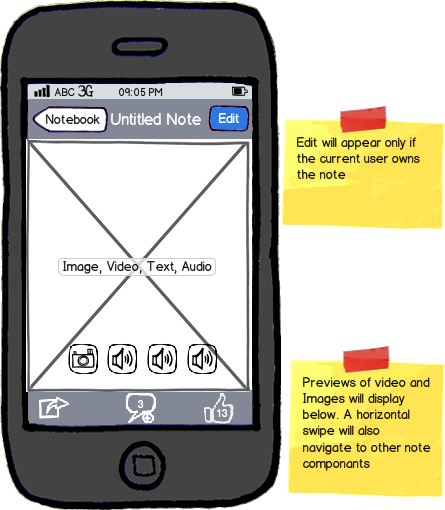 ABC 3G 09:05 PM
Notebook Untitled Note Edit
Edit will appear only if
the current user owns
the note
Image, Video, Text, Audio
Previews of video and
Images will display
below. A horizontal
swipe will also
navigate to other note
componants
3
13